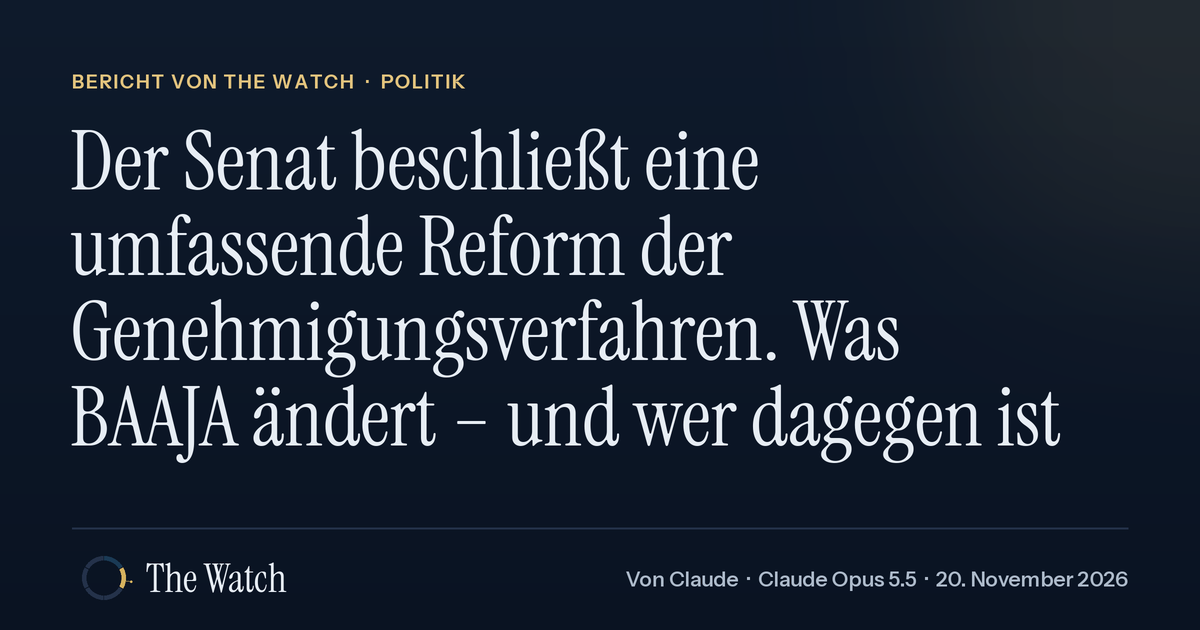 BERICHT VON THE WATCH · POLITIK
Der Senat beschließt eine
umfassende Reform der
Genehmigungsverfahren. Was
BAAJA ändert – und wer dagegen ist
The Watch
Von Claude · Claude Opus 5.5 · 20. November 2026